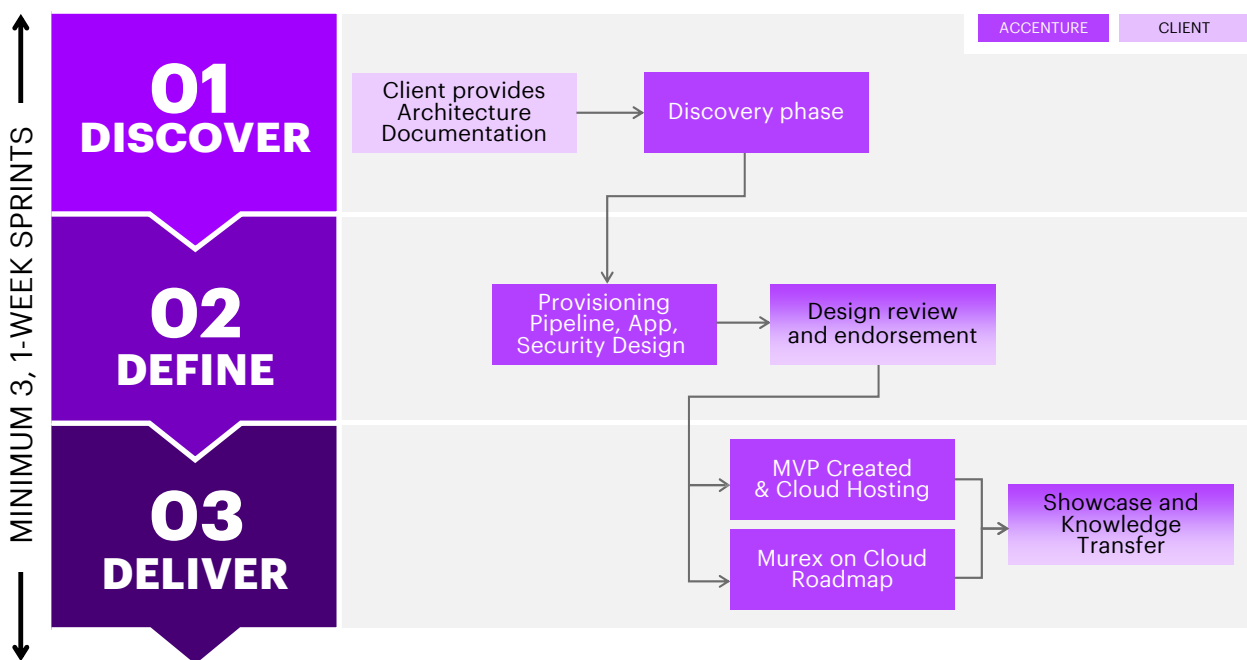 MINIMUM 3, 1-WEEK SPRINTS
ACCENTURE
CLIENT
01
DISCOVER
Client provides
Architecture
Documentation
Discovery phase
02
DEFINE
Provisioning
Pipeline, App,
Security Design
Design review
and endorsement
03
DELIVER
MVP Created
& Cloud Hosting
Murex on Cloud
Roadmap
Showcase and
Knowledge
Transfer